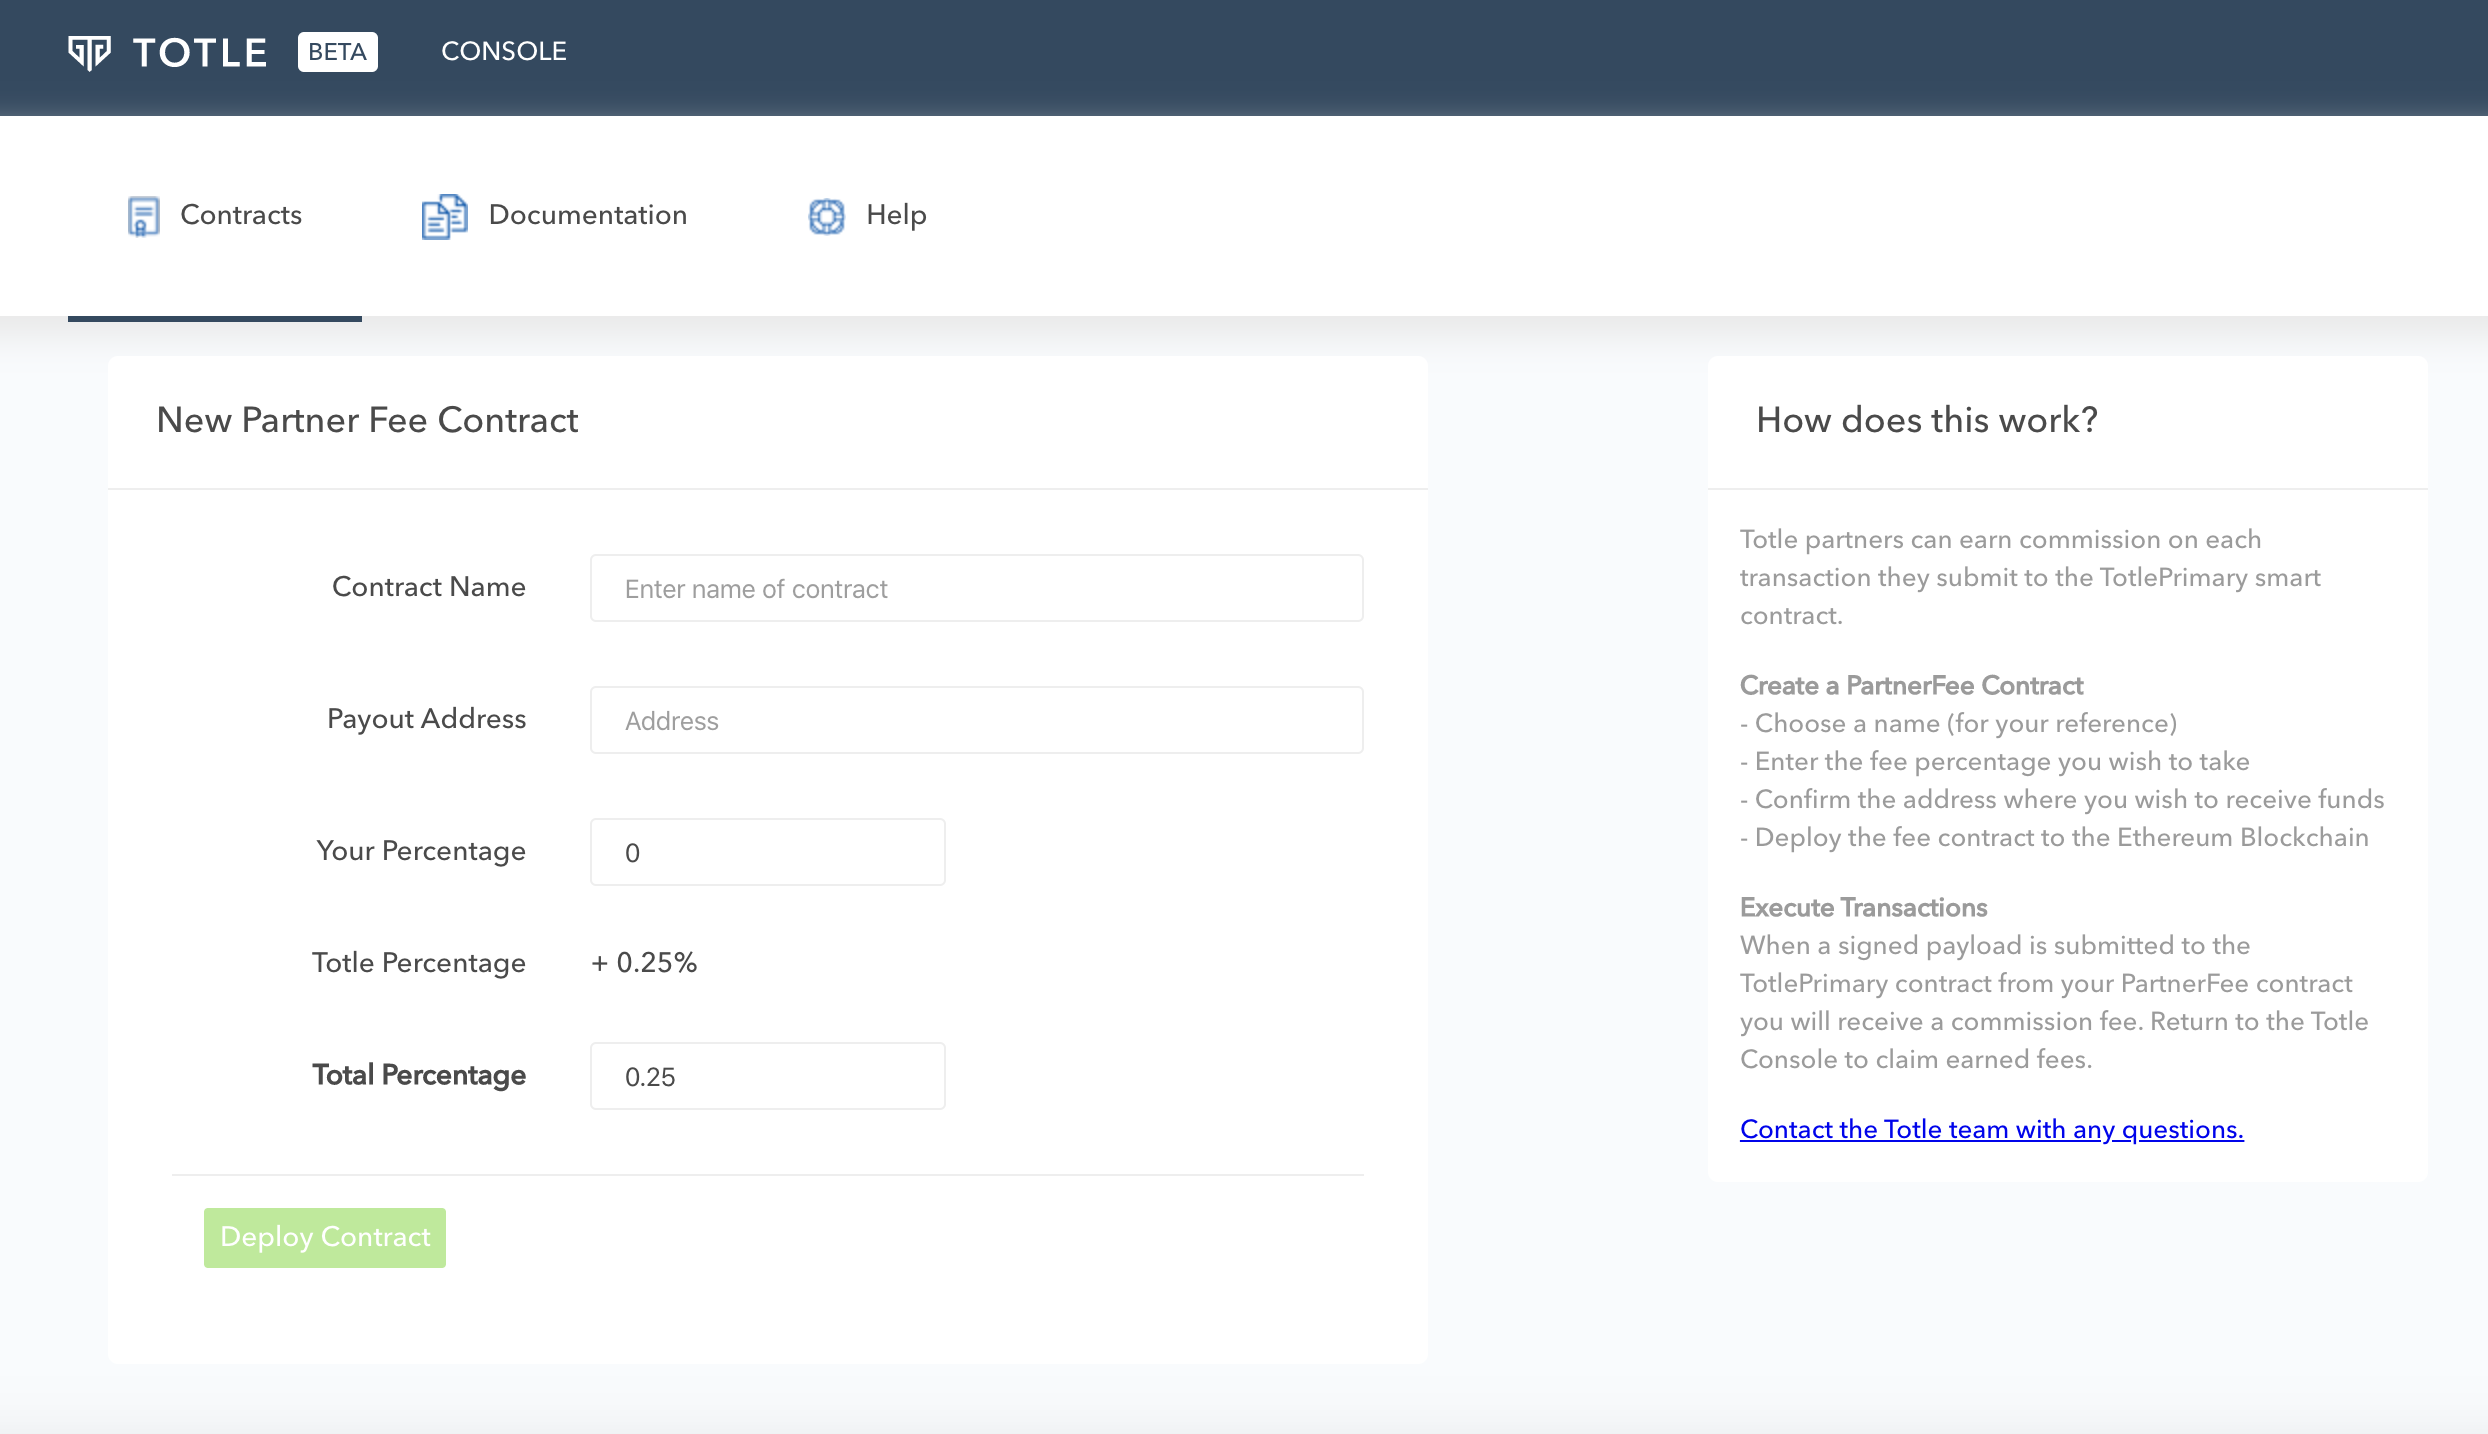 TOTLE BETA CONSOLE
Contracts Documentation Help
New Partner Fee Contract
Contract Name Enter name of contract
Payout Address Address
Your Percentage 0
Totle Percentage + 0.25%
Total Percentage 0.25
Deploy Contract
How does this work?
Totle partners can earn commission on each
transaction they submit to the TotlePrimary smart
contract.
Create a PartnerFee Contract
- Choose a name (for your reference)
- Enter the fee percentage you wish to take
- Confirm the address where you wish to receive funds
- Deploy the fee contract to the Ethereum Blockchain
Execute Transactions
When a signed payload is submitted to the
TotlePrimary contract from your PartnerFee contract
you will receive a commission fee. Return to the Totle
Console to claim earned fees.
Contact the Totle team with any questions.